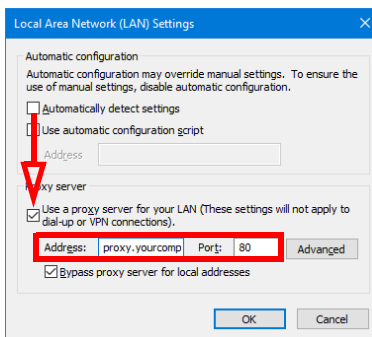 Local Area Network (LAN) Settings
Automatic configuration
Automatic configuration may override manual settings. To ensure the
use of manual settings, disable automatic configuration.
Automatically detect settings
Use automatic configuration script
Address
Proxy server
Use a proxy server for your LAN (These settings will not apply to
dial-up or VPN connections).
Address: proxy.yourcomp Port: 80 Advanced
Bypass proxy server for local addresses
OK Cancel